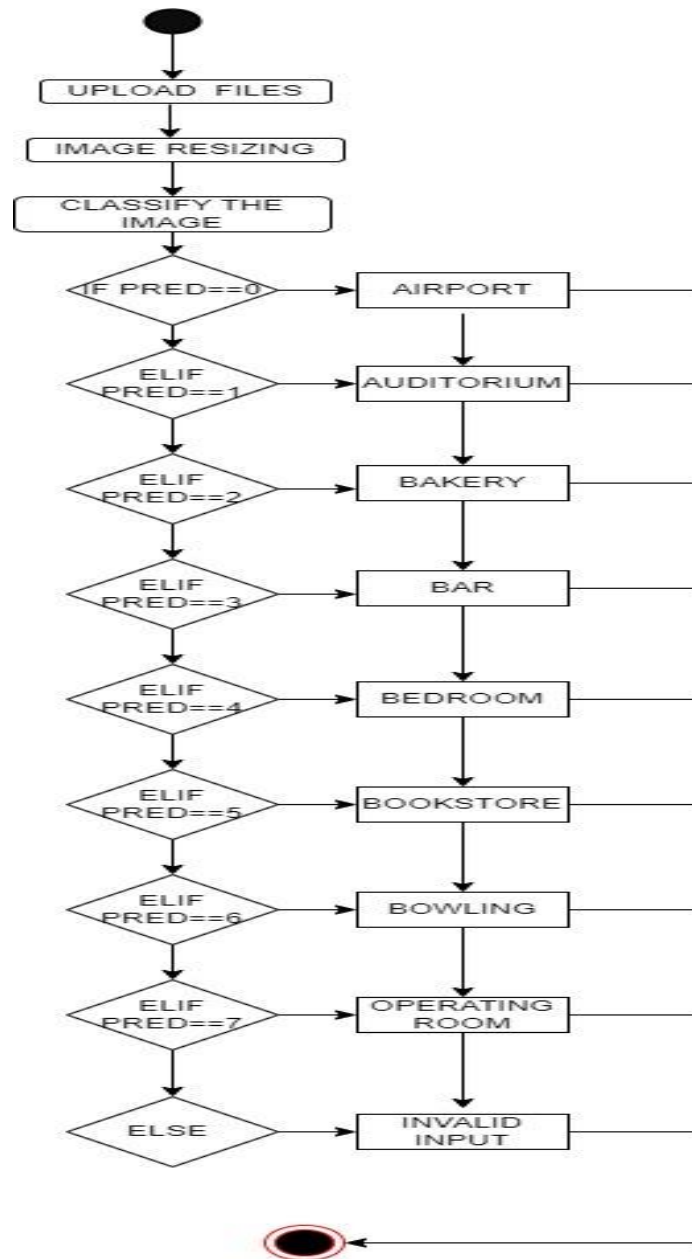 UPLOAD FILES
IMAGE RESIZING
CLASSIFY THE
IMAGE
IF PRED==0
AIRPORT
ELIF
PRED==1
AUDITORIUM
ELIF
PRED==2
BAKERY
ELIF
PRED==3
BAR
ELIF
PRED==4
BEDROOM
ELIF
PRED==5
BOOKSTORE
ELIF
PRED==6
BOWLING
ELIF
PRED==7
OPERATING
ROOM
ELSE
INVALID
INPUT